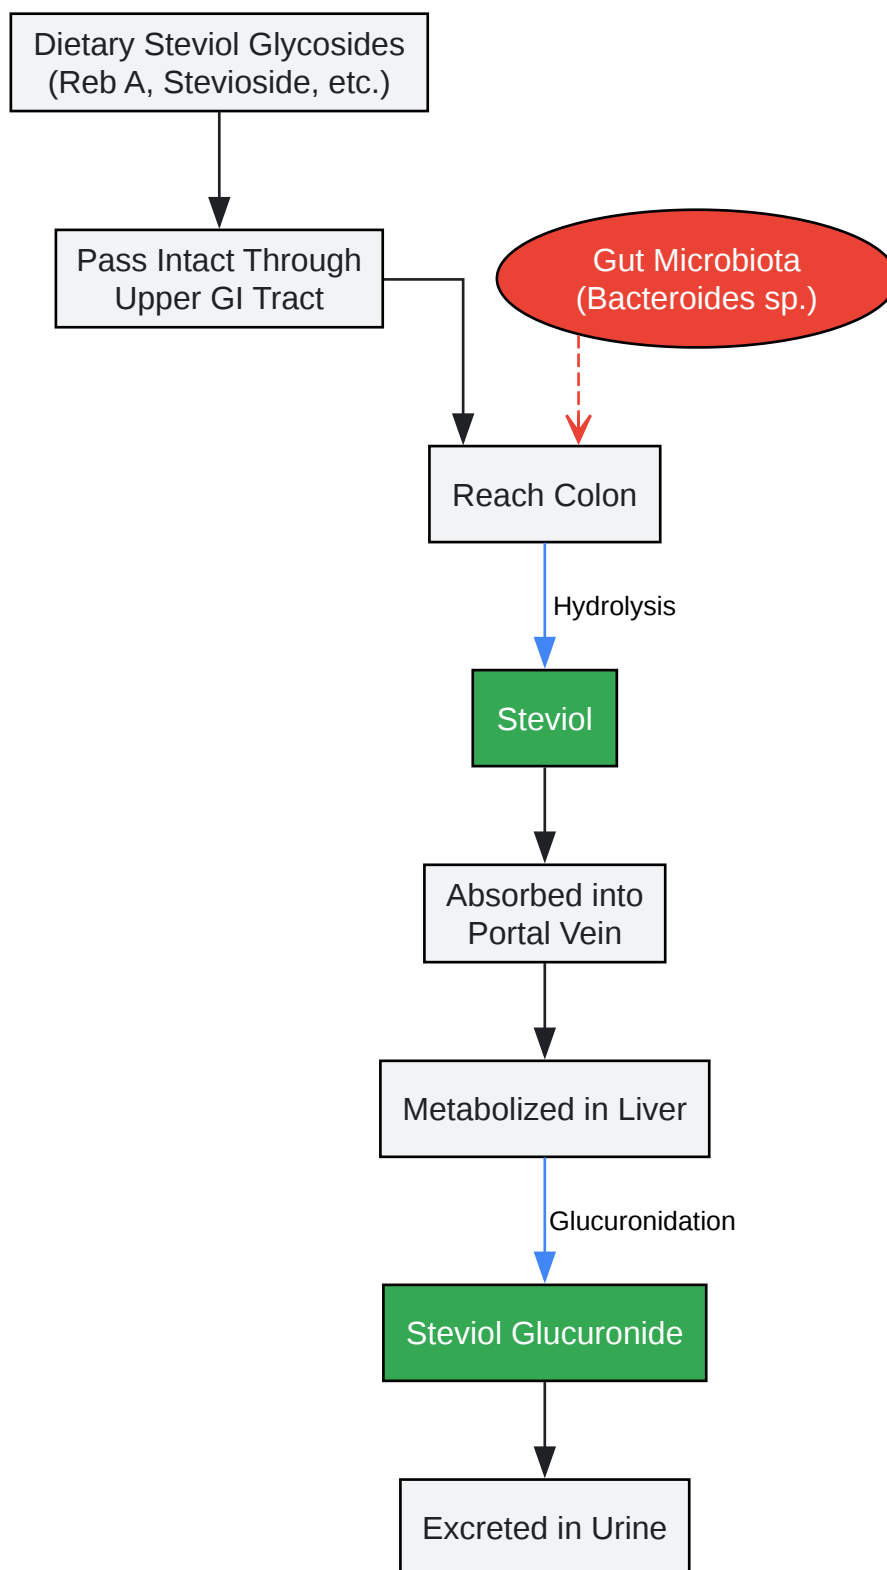 Dietary Steviol Glycosides
(Reb A, Stevioside, etc.)
Pass Intact Through
Upper GI Tract
Gut Microbiota
(Bacteroides sp.)
Reach Colon
Hydrolysis
Steviol
Absorbed into
Portal Vein
Metabolized in Liver
Glucuronidation
Steviol Glucuronide
Excreted in Urine